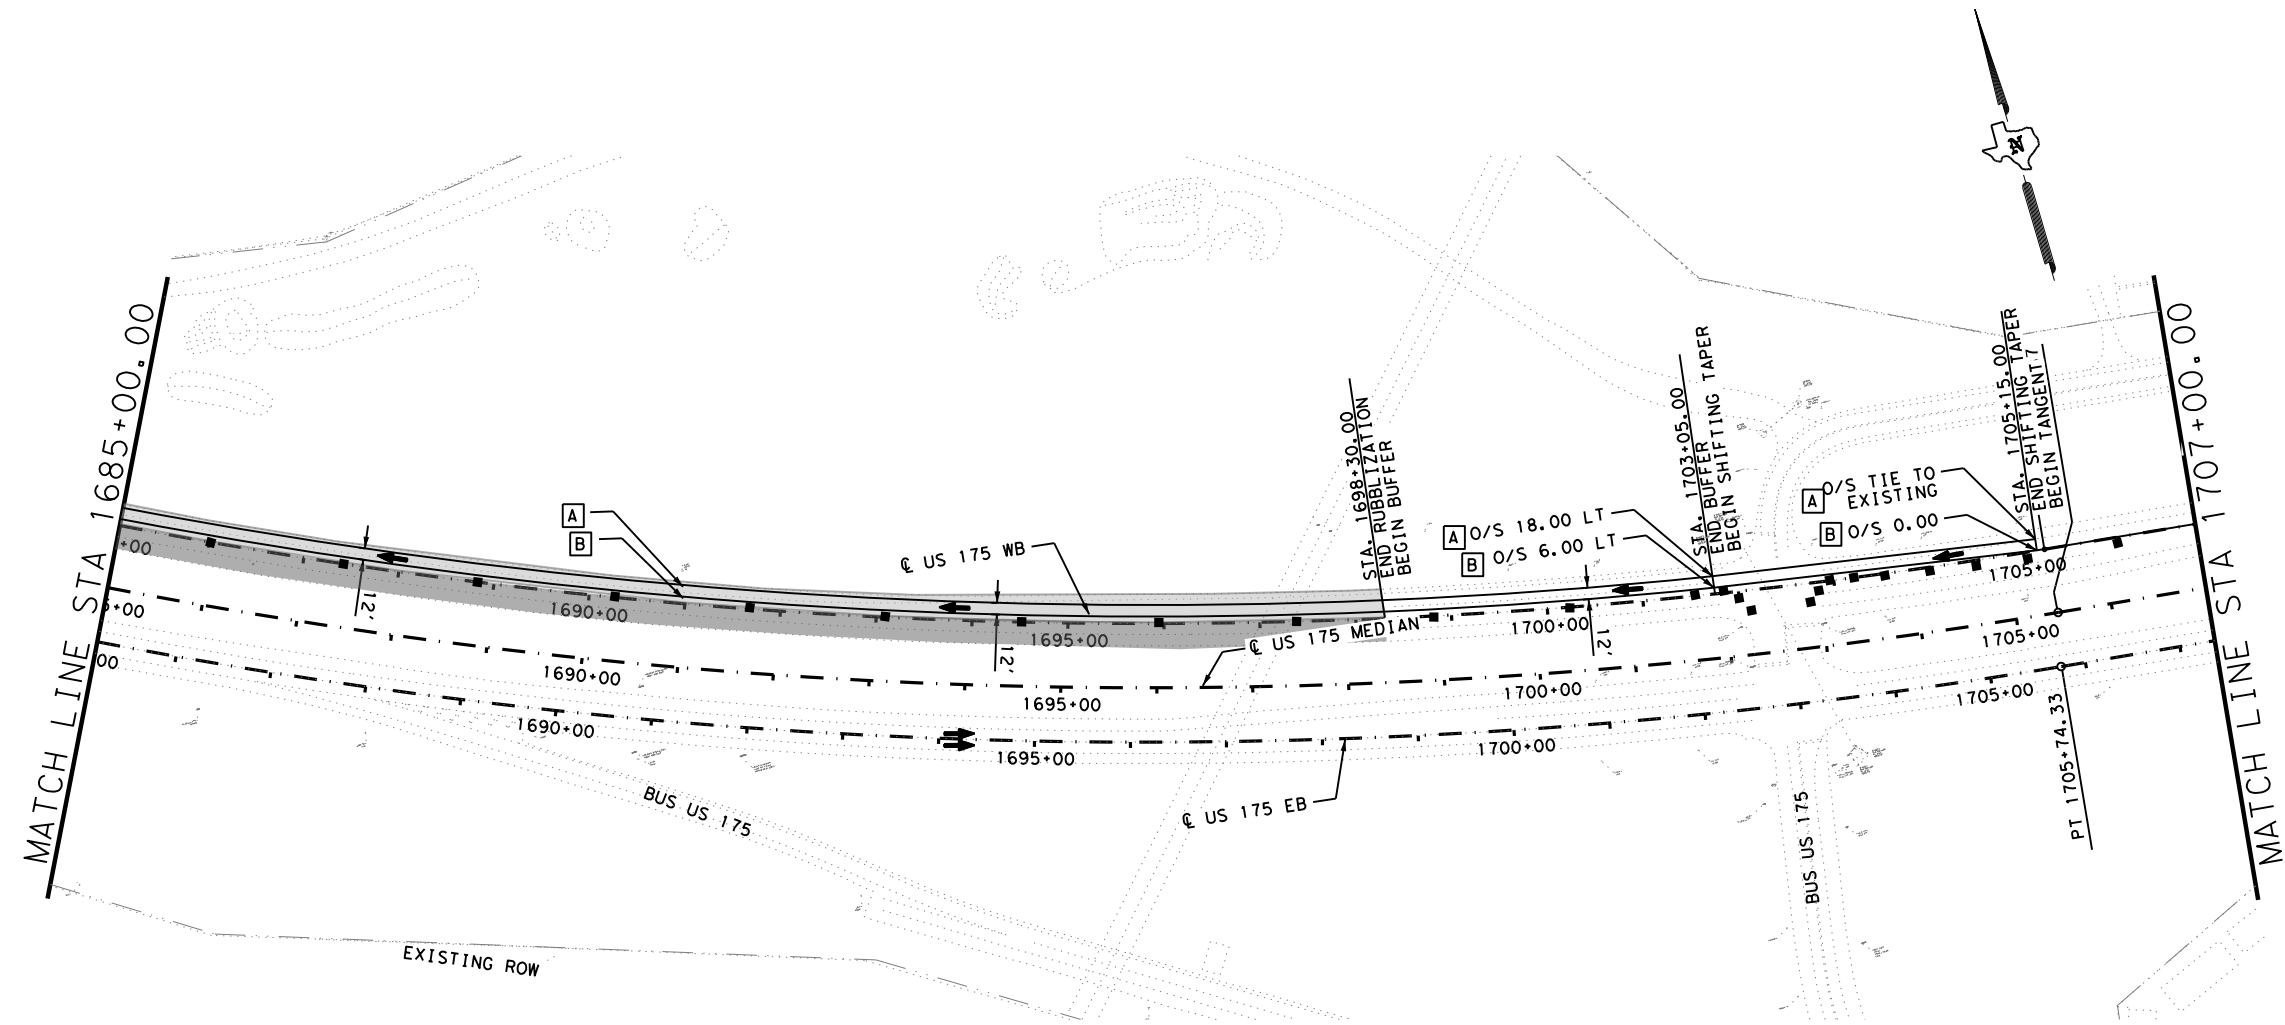 MATCH LINE STA 1685+00.00
+00
5+00
00
12'
A
B
1690+00
1690+00
1690+00
BUS US 175
EXISTING ROW
℄ US 175 WB
12'
1695+00
1695+00
1695+00
℄ US 175 MEDIAN
℄ US 175 EB
STA. 1698+30.00
END RUBBLIZATION
BEGIN BUFFER
A O/S 18.00 LT
B O/S 6.00 LT
1700+00
12'
1700+00
1700+00
STA. 1703+05.00
END BUFFER
BEGIN SHIFTING TAPER
A O/S TIE TO
EXISTING
B O/S 0.00
STA. 1705+15.00
END SHIFTING TAPER
BEGIN TANGENT 7
1705+00
1705+00
1705+00
PT 1705+74.33
BUS US 175
MATCH LINE STA 1707+00.00